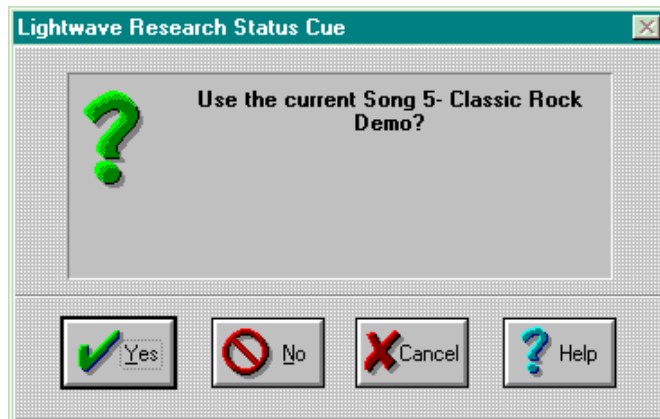 Lightwave Research Status Cue
Use the current Song 5- Classic Rock
Demo?
Yes
No
Cancel
Help